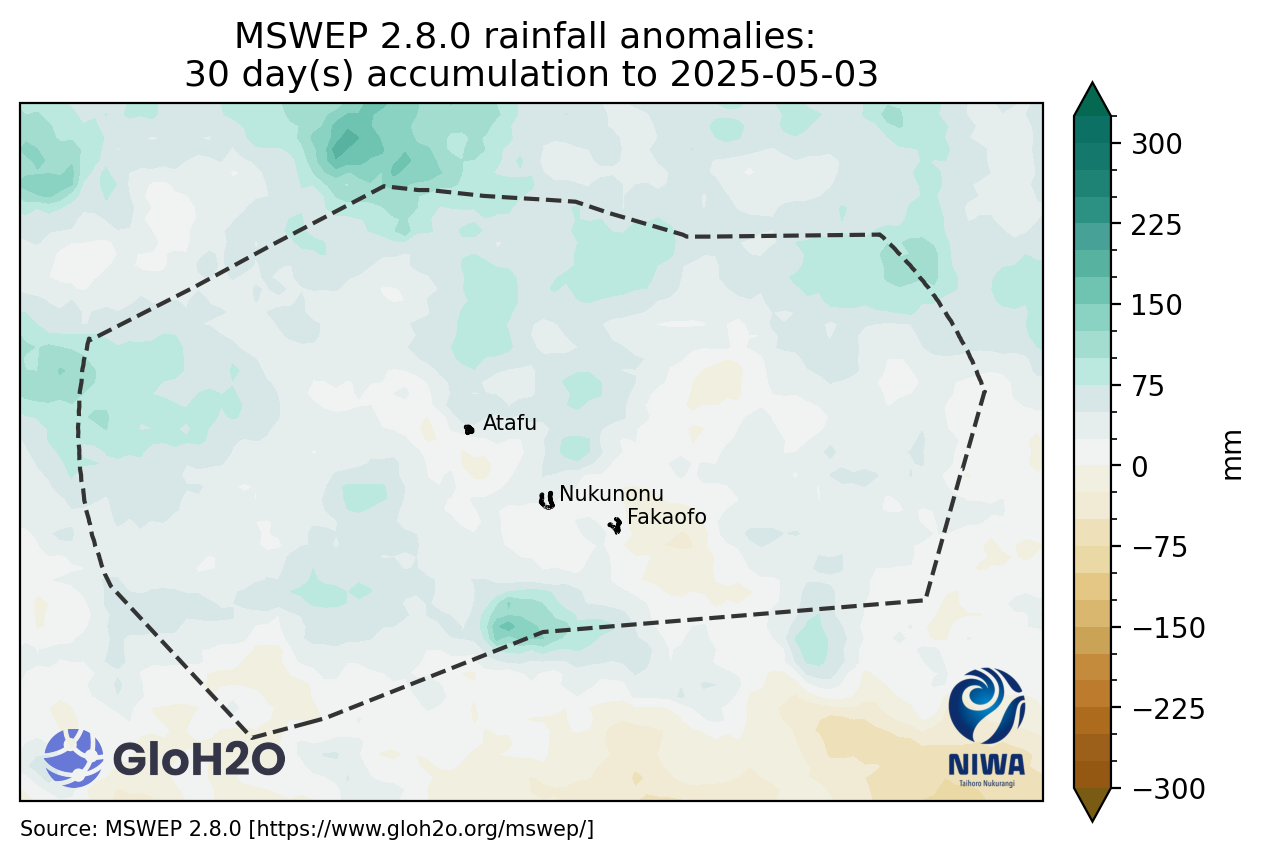 MSWEP 2.8.0 rainfall anomalies:
30 day(s) accumulation to 2025-05-03
300
225
150
75
0
−75
−150
−225
−300
mm
Atafu
Nukunonu
Fakaofo
GloH2O
NIWA
Taihoro Nukurangi
Source: MSWEP 2.8.0 [https://www.gloh2o.org/mswep/]